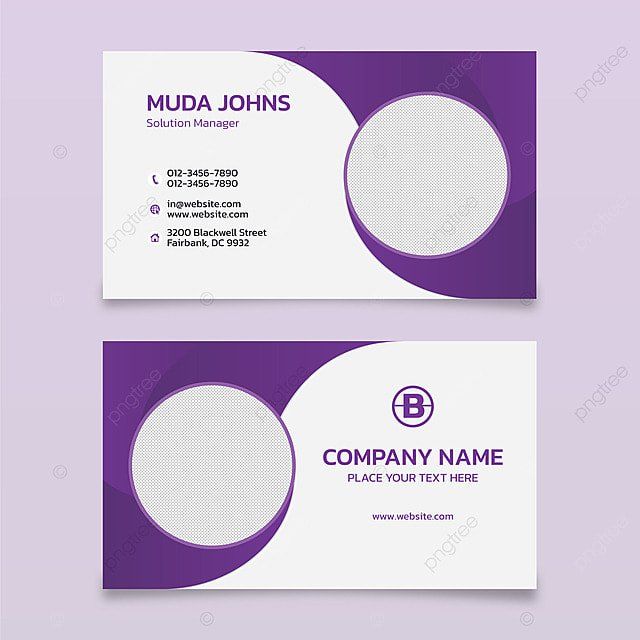 MUDA JOHNS
Solution Manager
012-3456-7890
012-3456-7890
in@website.com
www.website.com
3200 Blackwell Street
Fairbank, DC 9932
B
COMPANY NAME
PLACE YOUR TEXT HERE
www.website.com
pngtree